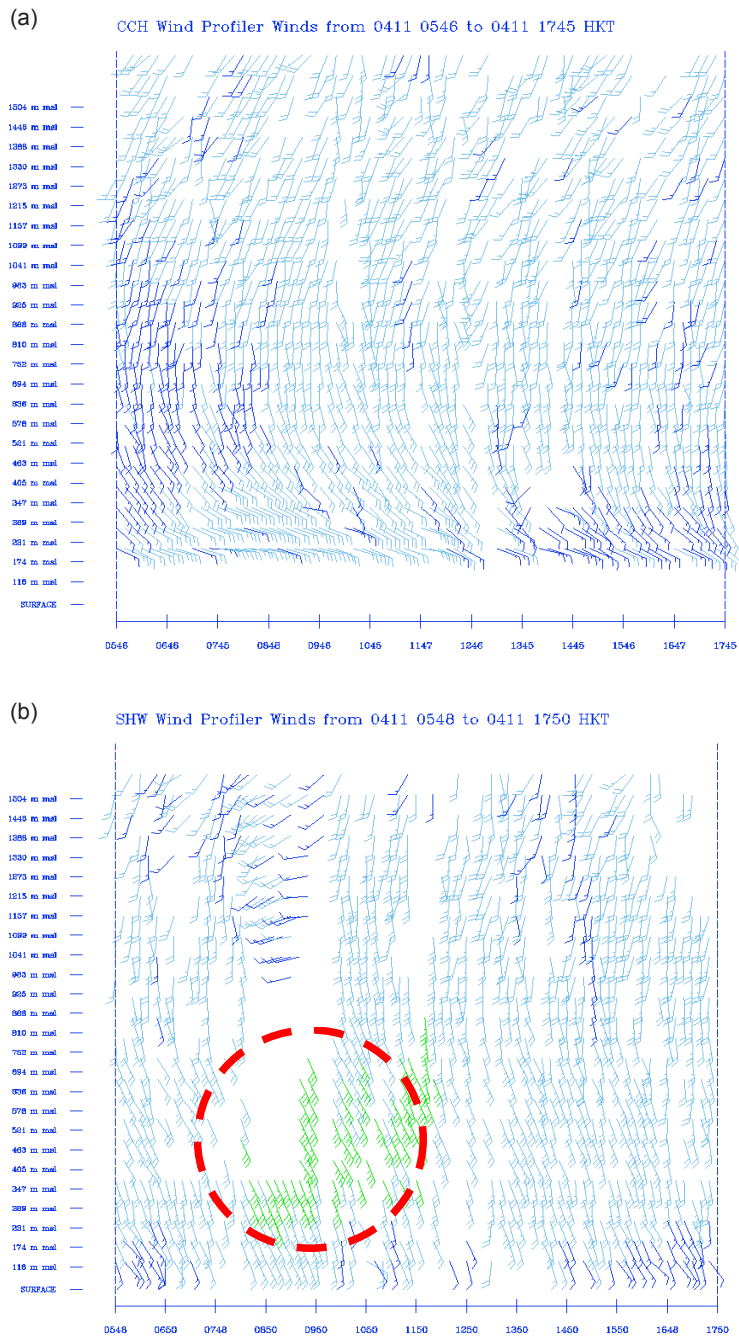 (a)
CCH Wind Profiler Winds from 0411 0546 to 0411 1745 HKT
1504 m msl
1446 m msl
1388 m msl
1330 m msl
1273 m msl
1215 m msl
1157 m msl
1099 m msl
1041 m msl
983 m msl
925 m msl
868 m msl
810 m msl
752 m msl
694 m msl
636 m msl
578 m msl
521 m msl
463 m msl
405 m msl
347 m msl
289 m msl
231 m msl
174 m msl
116 m msl
SURFACE
0546 0646 0745 0846 0946 1045 1147 1246 1345 1445 1546 1647 1745
(b)
SHW Wind Profiler Winds from 0411 0548 to 0411 1750 HKT
1504 m msl
1446 m msl
1388 m msl
1330 m msl
1273 m msl
1215 m msl
1157 m msl
1099 m msl
1041 m msl
983 m msl
925 m msl
868 m msl
810 m msl
752 m msl
694 m msl
636 m msl
578 m msl
521 m msl
463 m msl
405 m msl
347 m msl
289 m msl
231 m msl
174 m msl
116 m msl
SURFACE
0548 0650 0748 0850 0950 1050 1150 1250 1350 1450 1550 1648 1750